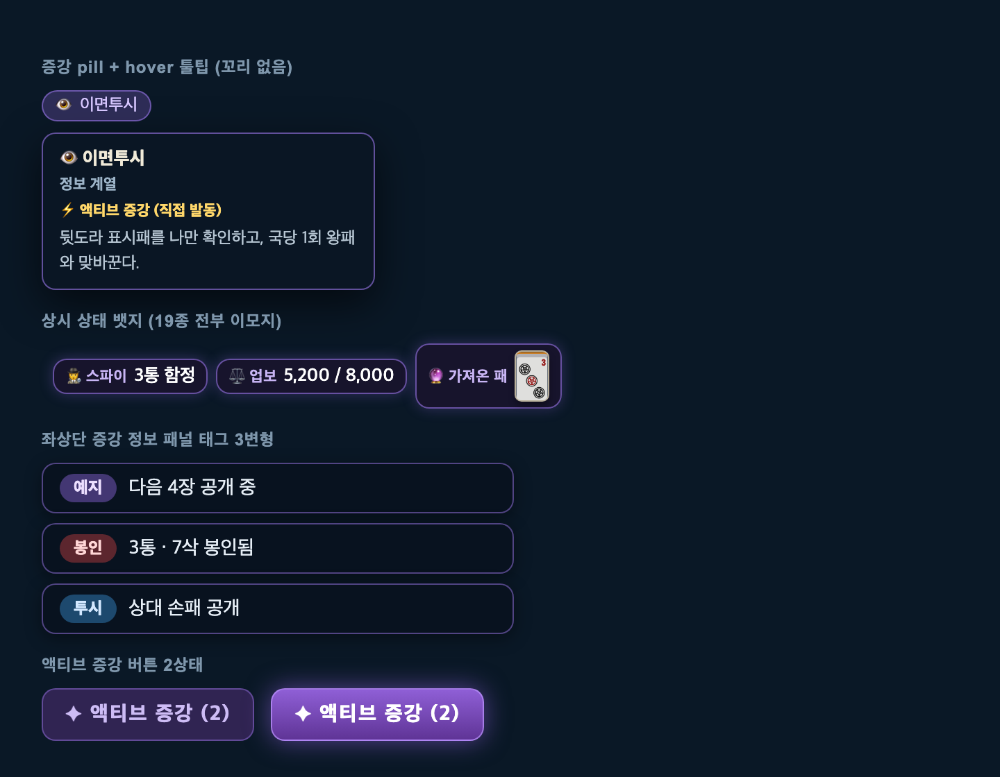 증강 pill + hover 툴팁 (꼬리 없음)
이면투시
이면투시
정보 계열
액티브 증강 (직접 발동)
뒷도라 표시패를 나만 확인하고, 국당 1회 왕패
와 맞바꾼다.
상시 상태 뱃지 (19종 전부 이모지)
스파이 3통 함정
업보 5,200 / 8,000
가져온 패 3
좌상단 증강 정보 패널 태그 3변형
예지 다음 4장 공개 중
봉인 3통 · 7삭 봉인됨
투시 상대 손패 공개
액티브 증강 버튼 2상태
✦ 액티브 증강 (2)
✦ 액티브 증강 (2)